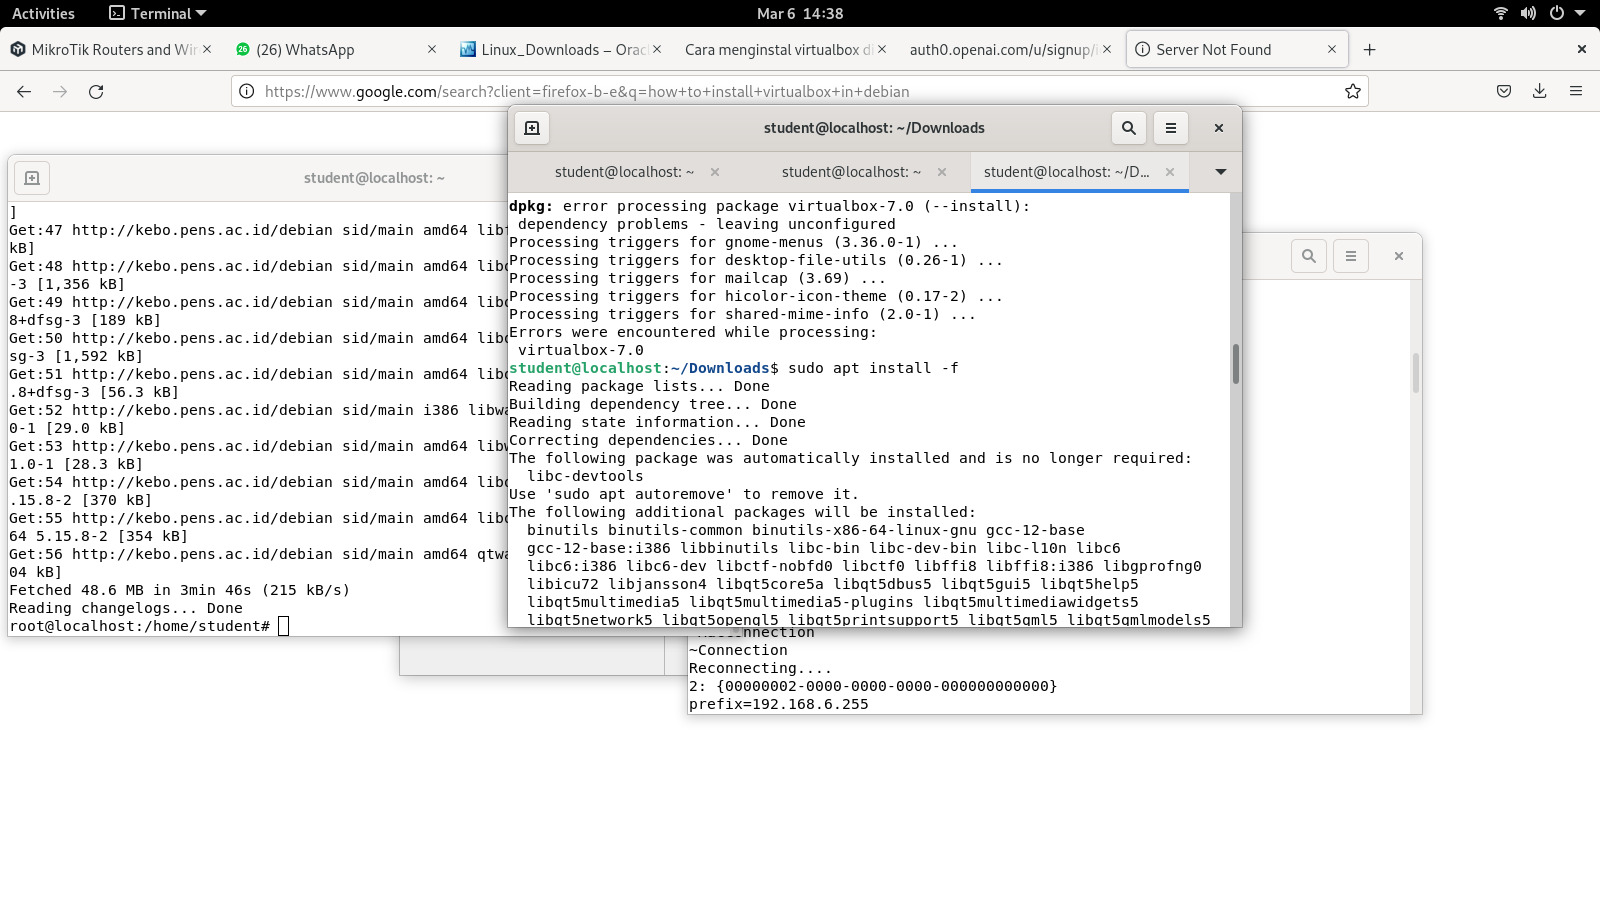 Activities
Terminal
Mar 6 14:38
MikroTik Routers and Wir
26
(26) WhatsApp
Linux_Downloads – Orac
Cara menginstal virtualbox di
auth0.openai.com/u/signup/i
Server Not Found
https://www.google.com/search?client=firefox-b-e&q=how+to+install+virtualbox+in+debian
student@localhost: ~
]
Get:47 http://kebo.pens.ac.id/debian sid/main amd64
kB]
Get:48 http://kebo.pens.ac.id/debian sid/main amd64
-3 [1,356 kB]
Get:49 http://kebo.pens.ac.id/debian sid/main amd64
8+dfsg-3 [189 kB]
Get:50 http://kebo.pens.ac.id/debian sid/main amd64
sg-3 [1,592 kB]
Get:51 http://kebo.pens.ac.id/debian sid/main amd64
.8+dfsg-3 [56.3 kB]
Get:52 http://kebo.pens.ac.id/debian sid/main i386 libwa
0-1 [29.0 kB]
Get:53 http://kebo.pens.ac.id/debian sid/main amd64
1.0-1 [28.3 kB]
Get:54 http://kebo.pens.ac.id/debian sid/main amd64
.15.8-2 [370 kB]
Get:55 http://kebo.pens.ac.id/debian sid/main amd64
64 5.15.8-2 [354 kB]
Get:56 http://kebo.pens.ac.id/debian sid/main amd64 qtwa
04 kB]
Fetched 48.6 MB in 3min 46s (215 kB/s)
Reading changelogs... Done
root@localhost:/home/student#
student@localhost: ~/Downloads
student@localhost: ~
student@localhost: ~
student@localhost: ~/D...
dpkg: error processing package virtualbox-7.0 (--install):
dependency problems - leaving unconfigured
Processing triggers for gnome-menus (3.36.0-1) ...
Processing triggers for desktop-file-utils (0.26-1) ...
Processing triggers for mailcap (3.69) ...
Processing triggers for hicolor-icon-theme (0.17-2) ...
Processing triggers for shared-mime-info (2.0-1) ...
Errors were encountered while processing:
virtualbox-7.0
student@localhost:~/Downloads$ sudo apt install -f
Reading package lists... Done
Building dependency tree... Done
Reading state information... Done
Correcting dependencies... Done
The following package was automatically installed and is no longer required:
libc-devtools
Use 'sudo apt autoremove' to remove it.
The following additional packages will be installed:
binutils binutils-common binutils-x86-64-linux-gnu gcc-12-base
gcc-12-base:i386 libbinutils libc-bin libc-dev-bin libc-l10n libc6
libc6:i386 libc6-dev libctf-nobfd0 libctf0 libffi8 libffi8:i386 libgprofng0
libicu72 libjansson4 libqt5core5a libqt5dbus5 libqt5gui5 libqt5help5
libqt5multimedia5 libqt5multimedia5-plugins libqt5multimediawidgets5
libqt5network5 libqt5opengl5 libqt5printsupport5 libqt5qml5 libqt5qmlmodels5
~Connection
Reconnecting....
2: {00000002-0000-0000-0000-000000000000}
prefix=192.168.6.255